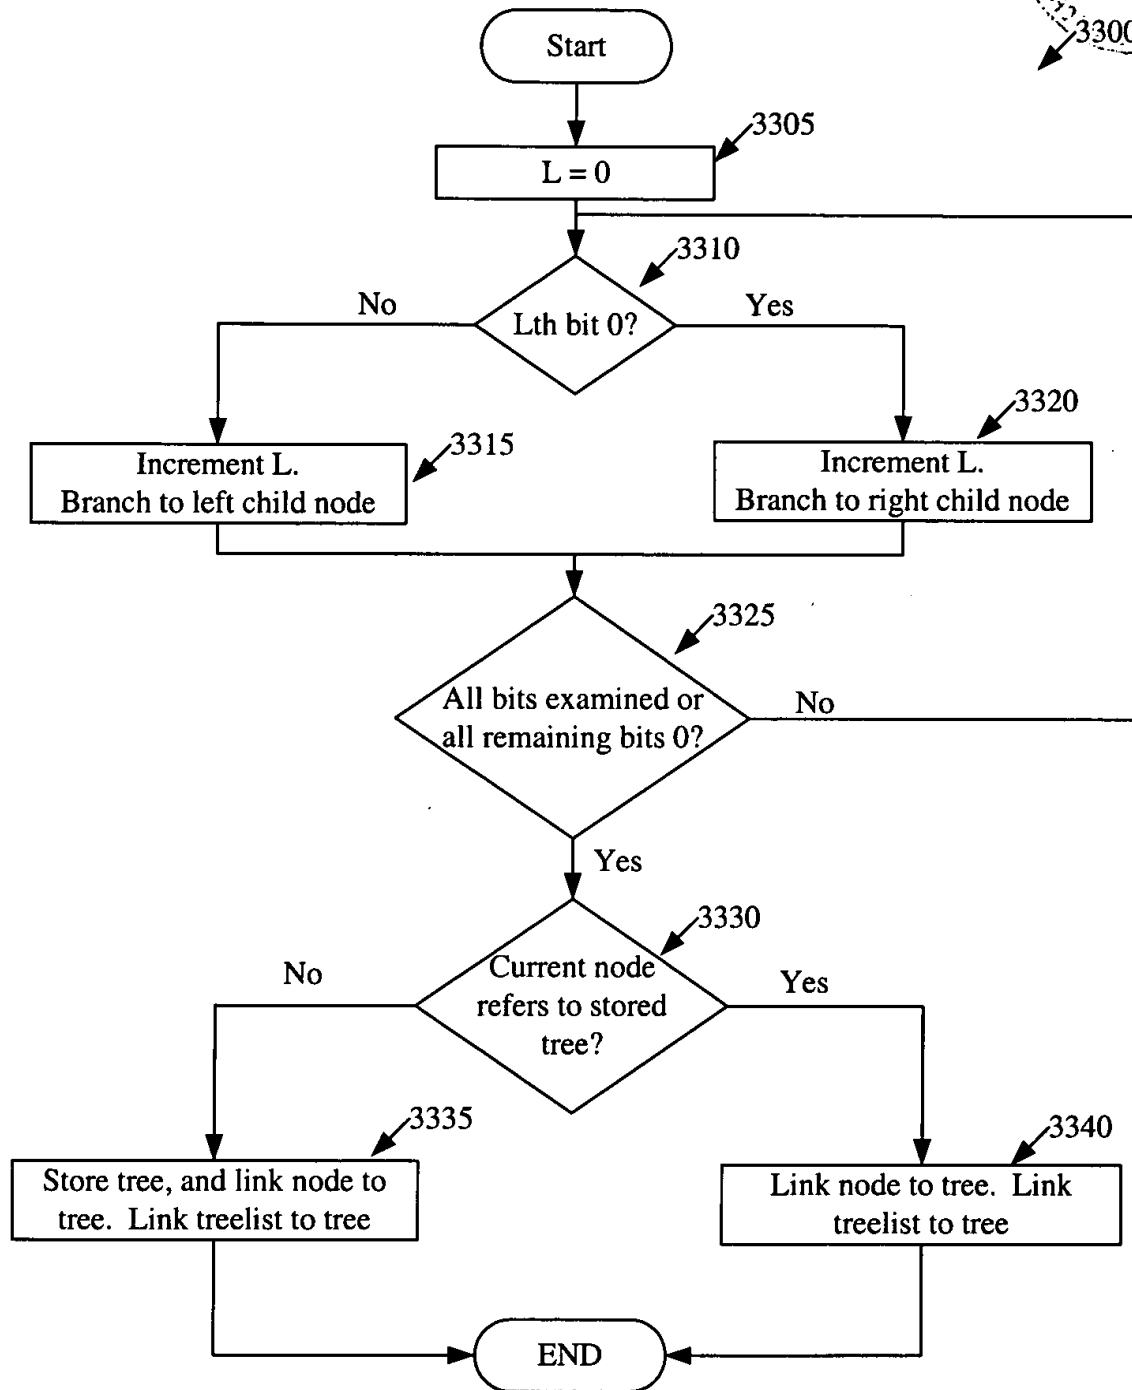 Start
3300
3305
L = 0
3310
No
Lth bit 0?
Yes
3315
Increment L.
Branch to left child node
3320
Increment L.
Branch to right child node
3325
All bits examined or
all remaining bits 0?
No
Yes
3330
No
Current node
refers to stored
tree?
Yes
3335
Store tree, and link node to
tree.  Link treelist to tree
3340
Link node to tree.  Link
treelist to tree
END